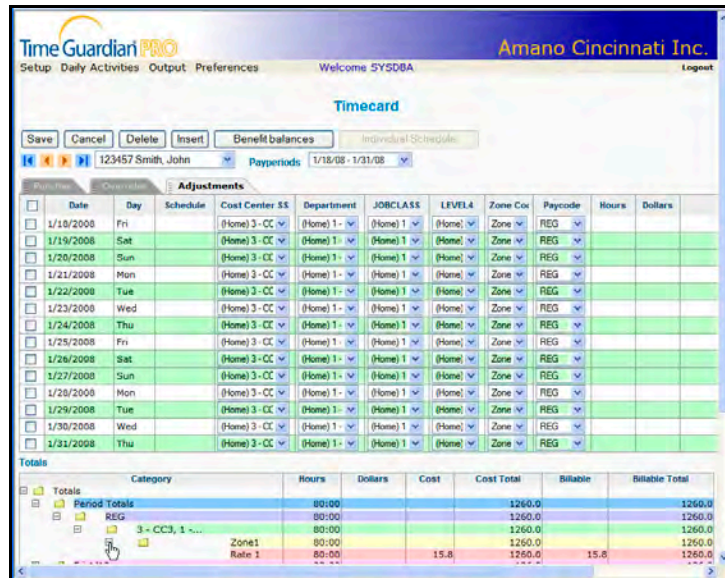 Time Guardian PRO
Amano Cincinnati Inc.
Setup Daily Activities Output Preferences Welcome SYSDBA Logout
Timecard
Save Cancel Delete Insert Benefit balances Individual Schedule
123457 Smith, John Payperiods 1/18/08 - 1/31/08
Punches Overrides Adjustments
Date Day Schedule Cost Center $$ Department JOBCLASS LEVEL4 Zone Cor Paycode Hours Dollars
1/18/2008 Fri (Home) 3 - CC (Home) 1 - (Home) 1 (Home) Zone REG
1/19/2008 Sat (Home) 3 - CC (Home) 1 - (Home) 1 (Home) Zone REG
1/20/2008 Sun (Home) 3 - CC (Home) 1 - (Home) 1 (Home) Zone REG
1/21/2008 Mon (Home) 3 - CC (Home) 1 - (Home) 1 (Home) Zone REG
1/22/2008 Tue (Home) 3 - CC (Home) 1 - (Home) 1 (Home) Zone REG
1/23/2008 Wed (Home) 3 - CC (Home) 1 - (Home) 1 (Home) Zone REG
1/24/2008 Thu (Home) 3 - CC (Home) 1 - (Home) 1 (Home) Zone REG
1/25/2008 Fri (Home) 3 - CC (Home) 1 - (Home) 1 (Home) Zone REG
1/26/2008 Sat (Home) 3 - CC (Home) 1 - (Home) 1 (Home) Zone REG
1/27/2008 Sun (Home) 3 - CC (Home) 1 - (Home) 1 (Home) Zone REG
1/28/2008 Mon (Home) 3 - CC (Home) 1 - (Home) 1 (Home) Zone REG
1/29/2008 Tue (Home) 3 - CC (Home) 1 - (Home) 1 (Home) Zone REG
1/30/2008 Wed (Home) 3 - CC (Home) 1 - (Home) 1 (Home) Zone REG
1/31/2008 Thu (Home) 3 - CC (Home) 1 - (Home) 1 (Home) Zone REG
Totals
Category Hours Dollars Cost Cost Total Billable Billable Total
Totals
Period Totals 80:00 1260.0 1260.0
REG 80:00 1260.0 1260.0
3 - CC3, 1 -... 80:00 1260.0 1260.0
Zone1 80:00 1260.0 1260.0
Rate 1 80:00 15.8 1260.0 15.8 1260.0